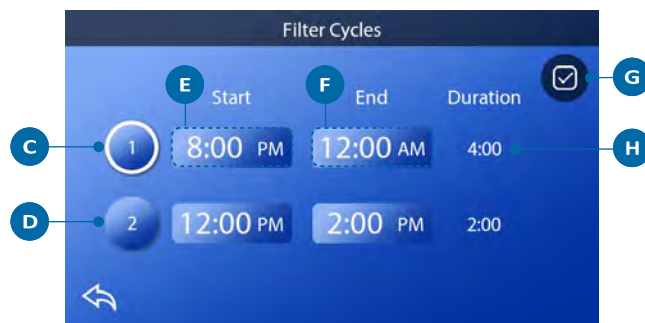 Filter Cycles
E F G
Start End Duration
C 1 8:00 PM 12:00 AM 4:00 H
D 2 12:00 PM 2:00 PM 2:00